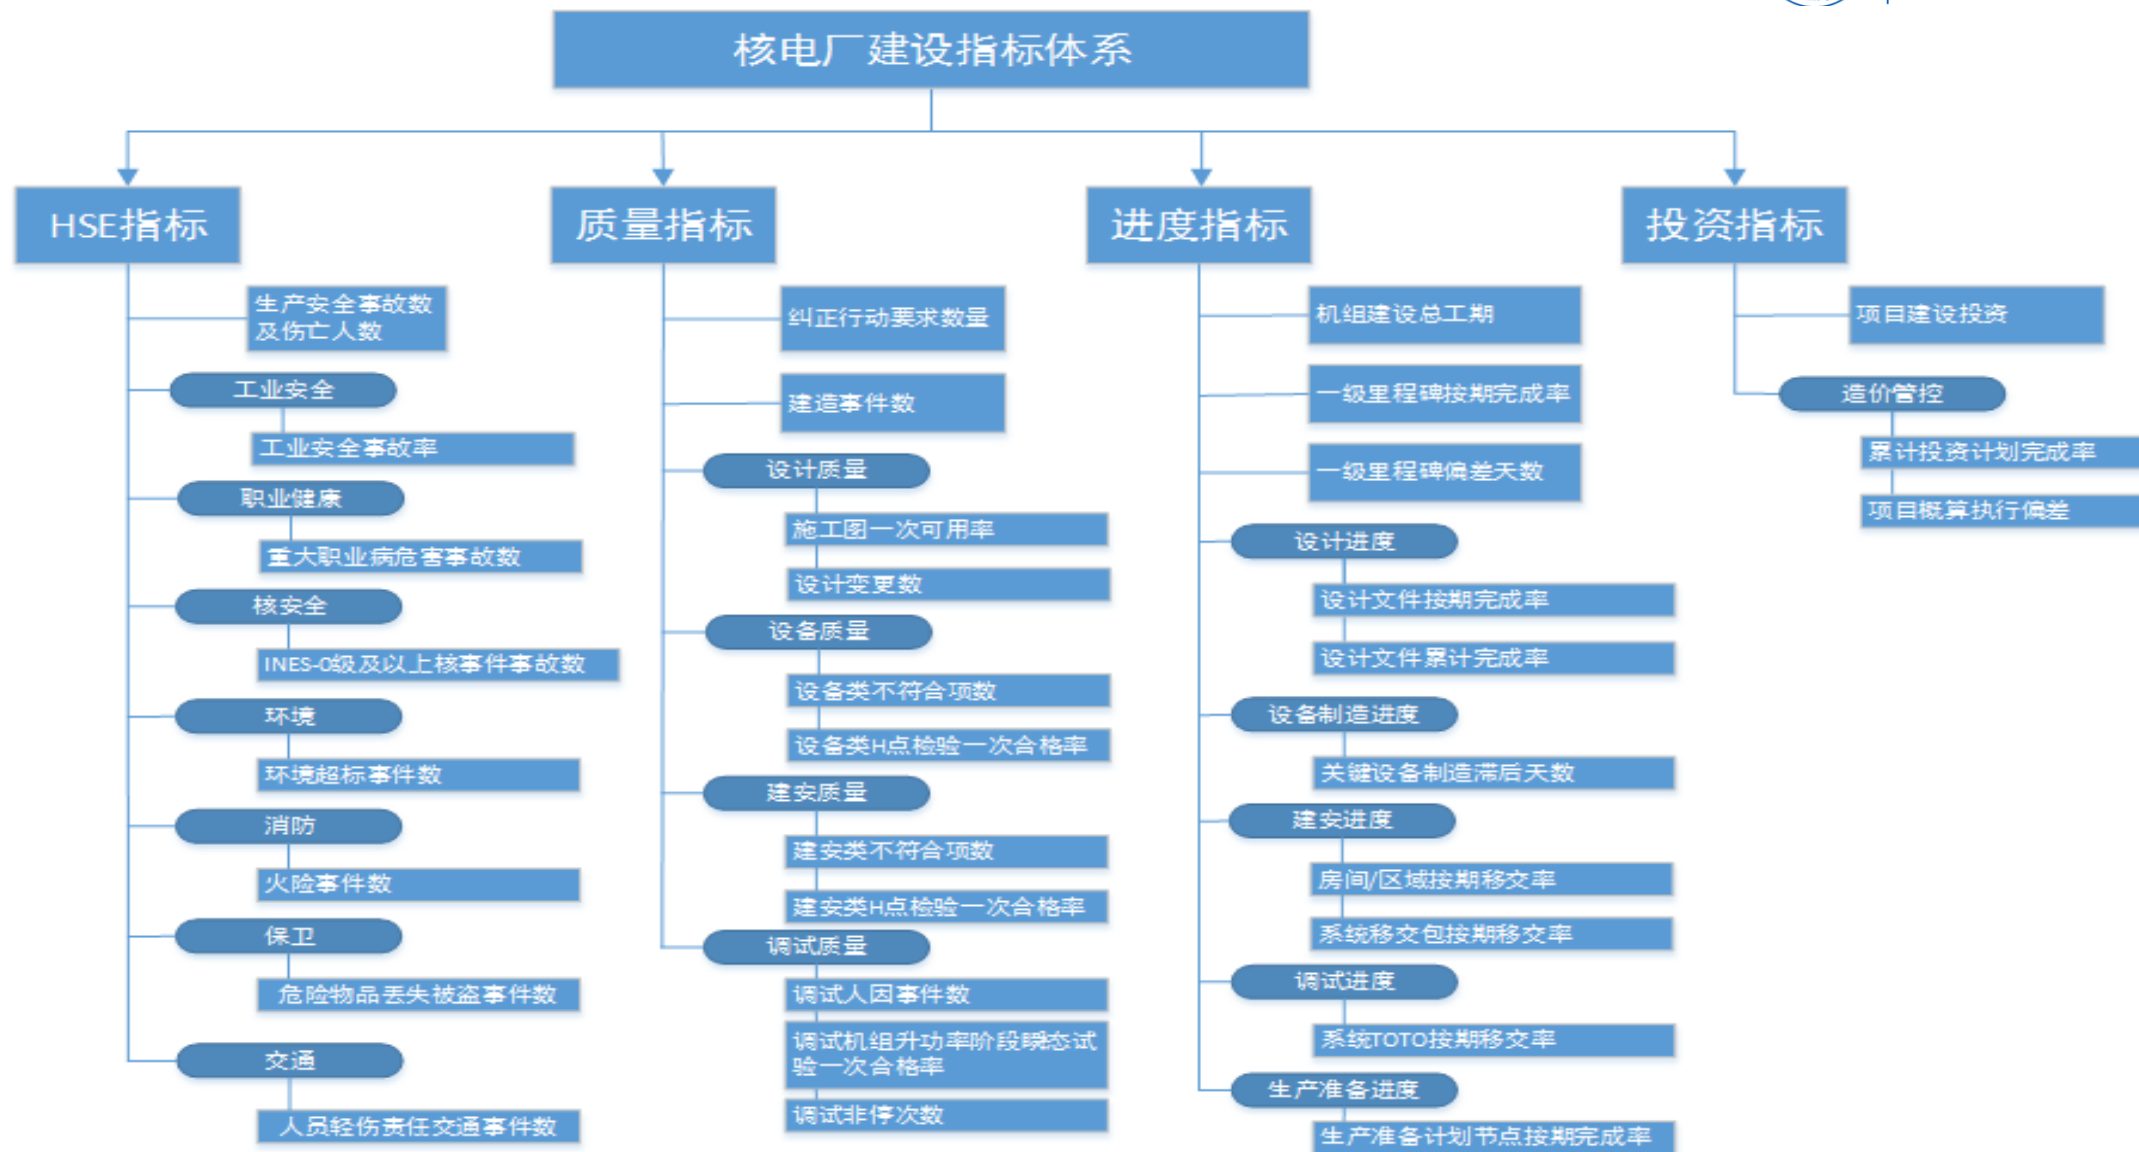 核电厂建设指标体系
HSE指标
生产安全事故数
及伤亡人数
工业安全
工业安全事故率
职业健康
重大职业病危害事故数
核安全
INES-0级及以上核事件事故数
环境
环境超标事件数
消防
火险事件数
保卫
危险物品丢失被盗事件数
交通
人员轻伤责任交通事件数
质量指标
纠正行动要求数量
建造事件数
设计质量
施工图一次可用率
设计变更数
设备质量
设备类不符合项数
设备类H点检验一次合格率
建安质量
建安类不符合项数
建安类H点检验一次合格率
调试质量
调试人因事件数
调试机组升功率阶段瞬态试
验一次合格率
调试非停次数
进度指标
机组建设总工期
一级里程碑按期完成率
一级里程碑偏差天数
设计进度
设计文件按期完成率
设计文件累计完成率
设备制造进度
关键设备制造滞后天数
建安进度
房间/区域按期移交率
系统移交包按期移交率
调试进度
系统TOTO按期移交率
生产准备进度
生产准备计划节点按期完成率
投资指标
项目建设投资
造价管控
累计投资计划完成率
项目概算执行偏差